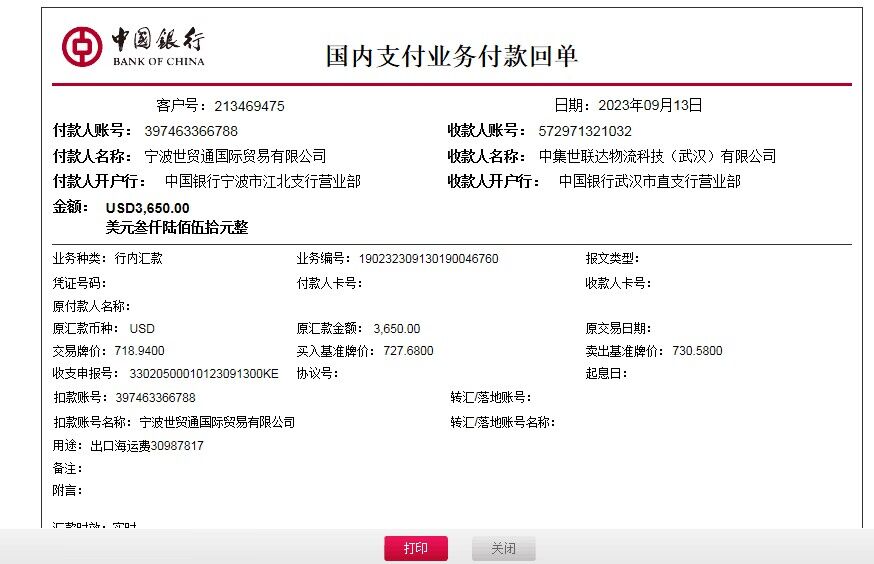 中国银行
BANK OF CHINA
国内支付业务付款回单
客户号：213469475 日期：2023年09月13日
付款人账号：397463366788 收款人账号：572971321032
付款人名称：宁波世贸通国际贸易有限公司 收款人名称：中集世联达物流科技（武汉）有限公司
付款人开户行：中国银行宁波市江北支行营业部 收款人开户行：中国银行武汉市直支行营业部
金额：USD3,650.00
美元叁仟陆佰伍拾元整
业务种类：行内汇款 业务编号：190232309130190046760 报文类型：
凭证号码： 付款人卡号： 收款人卡号：
原付款人名称：
原汇款币种：USD 原汇款金额：3,650.00 原交易日期：
交易牌价：718.9400 买入基准牌价：727.6800 卖出基准牌价：730.5800
收支申报号：33020500010123091300KE 协议号： 起息日：
扣款账号：397463366788 转汇/落地账号：
扣款账号名称：宁波世贸通国际贸易有限公司 转汇/落地账号名称：
用途：出口海运费30987817
备注：
附言：
汇款时效：实时
打印 关闭